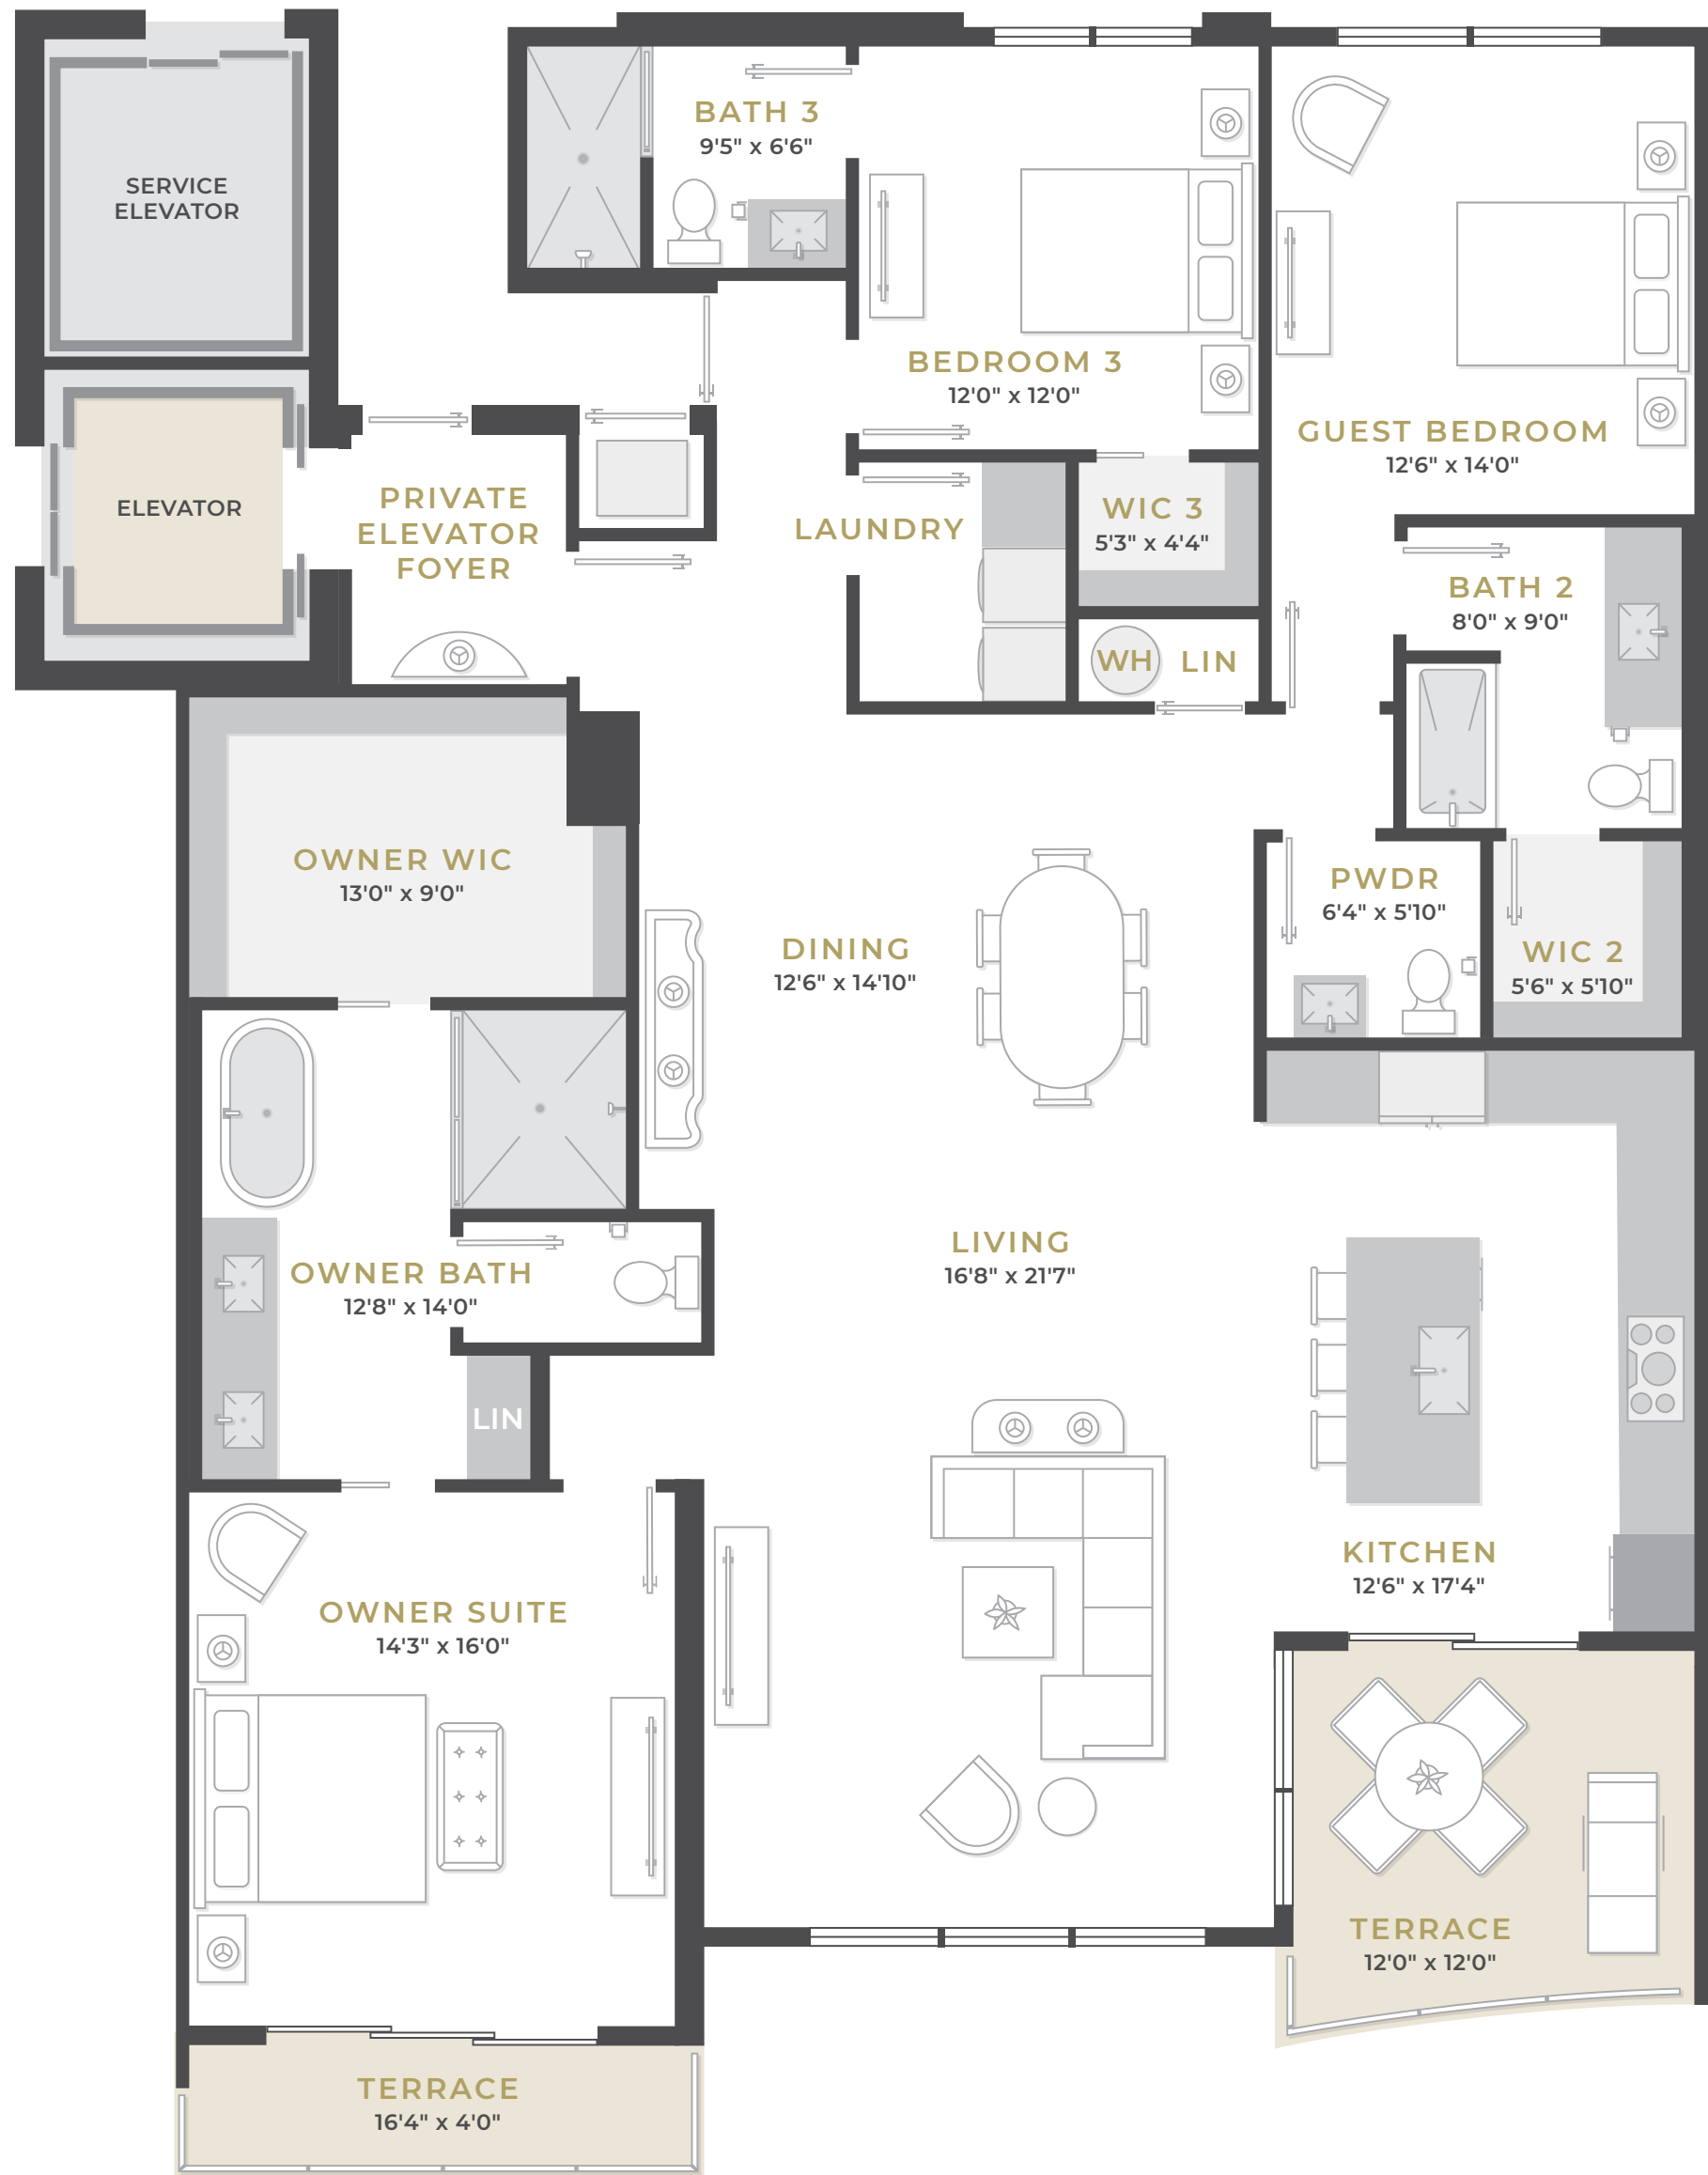 SERVICE
ELEVATOR
BATH 3
9'5" x 6'6"
BEDROOM 3
12'0" x 12'0"
GUEST BEDROOM
12'6" x 14'0"
ELEVATOR
PRIVATE
ELEVATOR
FOYER
LAUNDRY
WIC 3
5'3" x 4'4"
BATH 2
8'0" x 9'0"
WH
LIN
OWNER WIC
13'0" x 9'0"
DINING
12'6" x 14'10"
PWDR
6'4" x 5'10"
WIC 2
5'6" x 5'10"
OWNER BATH
12'8" x 14'0"
LIVING
16'8" x 21'7"
LIN
KITCHEN
12'6" x 17'4"
OWNER SUITE
14'3" x 16'0"
TERRACE
12'0" x 12'0"
TERRACE
16'4" x 4'0"